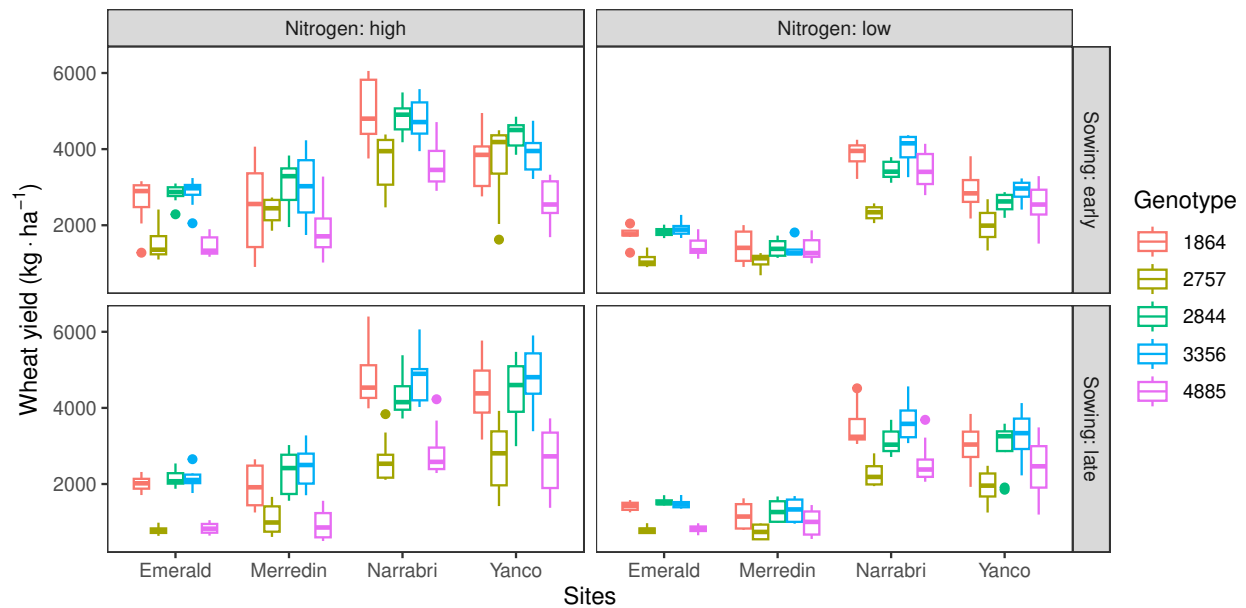 Nitrogen: high
Nitrogen: low
Sowing: early
Sowing: late
Wheat yield (kg · ha⁻¹)
6000
4000
2000
6000
4000
2000
Emerald Merredin Narrabri Yanco
Emerald Merredin Narrabri Yanco
Sites
Genotype
1864
2757
2844
3356
4885